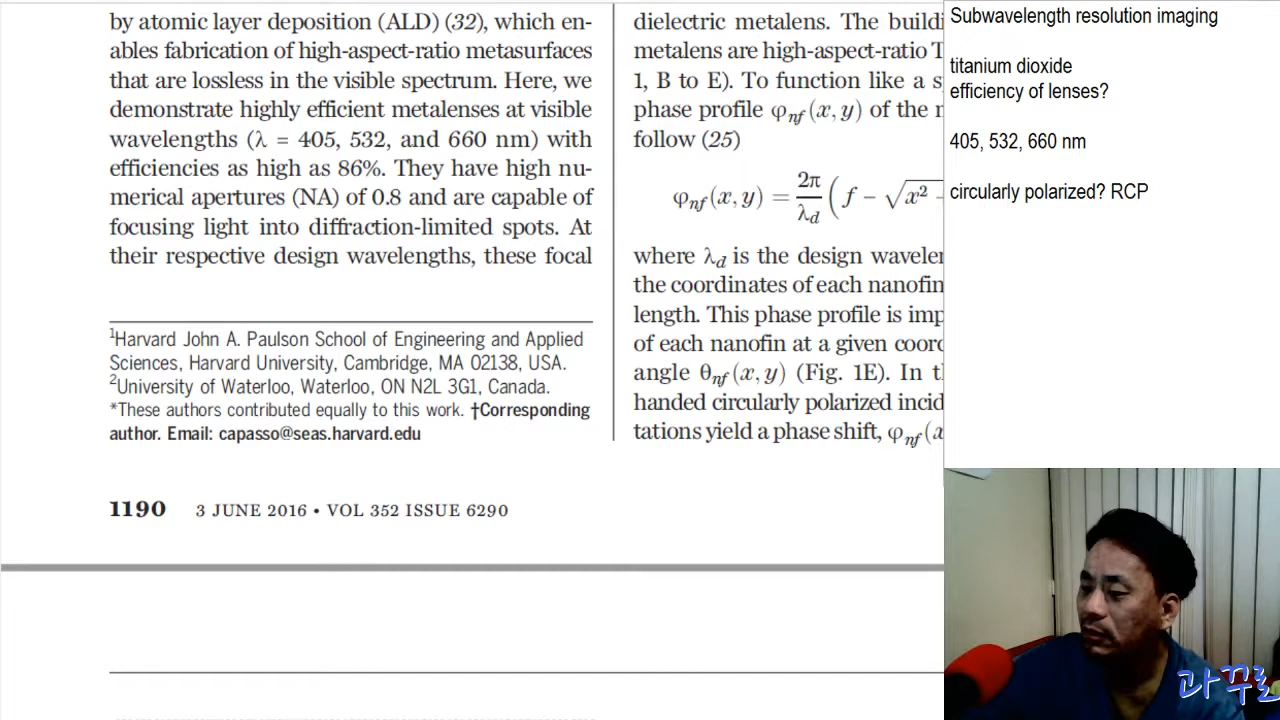 by atomic layer deposition (ALD) (32), which en-
ables fabrication of high-aspect-ratio metasurfaces
that are lossless in the visible spectrum. Here, we
demonstrate highly efficient metalenses at visible
wavelengths (λ = 405, 532, and 660 nm) with
efficiencies as high as 86%. They have high nu-
merical apertures (NA) of 0.8 and are capable of
focusing light into diffraction-limited spots. At
their respective design wavelengths, these focal
¹Harvard John A. Paulson School of Engineering and Applied
Sciences, Harvard University, Cambridge, MA 02138, USA.
²University of Waterloo, Waterloo, ON N2L 3G1, Canada.
*These authors contributed equally to this work. †Corresponding
author. Email: capasso@seas.harvard.edu
1190 3 JUNE 2016 • VOL 352 ISSUE 6290
dielectric metalens. The buildi
metalens are high-aspect-ratio T
1, B to E). To function like a s
phase profile φnf(x, y) of the m
follow (25)
φnf(x, y) = 2π/λd (f − √x²
where λd is the design wavele
the coordinates of each nanofin
length. This phase profile is imp
of each nanofin at a given coord
angle θnf(x, y) (Fig. 1E). In t
handed circularly polarized incid
tations yield a phase shift, φnf(x
Subwavelength resolution imaging
titanium dioxide
efficiency of lenses?
405, 532, 660 nm
circularly polarized? RCP
과꾸로